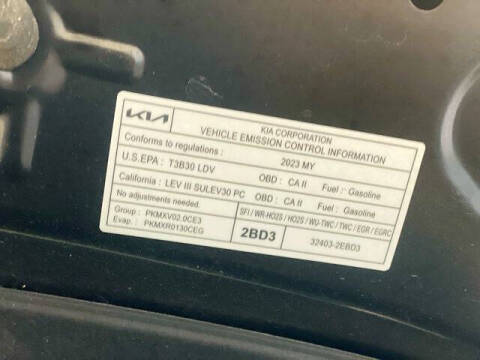 KIA
KIA CORPORATION
VEHICLE EMISSION CONTROL INFORMATION
Conforms to regulations : 2023 MY
U.S.EPA : T3B30 LDV OBD : CA II Fuel : Gasoline
California : LEV III SULEV30 PC OBD : CA II Fuel : Gasoline
No adjustments needed. SFI / WR-HO2S / HO2S / WU-TWC / TWC / EGR / EGRC
Group : PKMXV02.0CE3
Evap. : PKMXR0130CEG 2BD3 32403-2EBD3